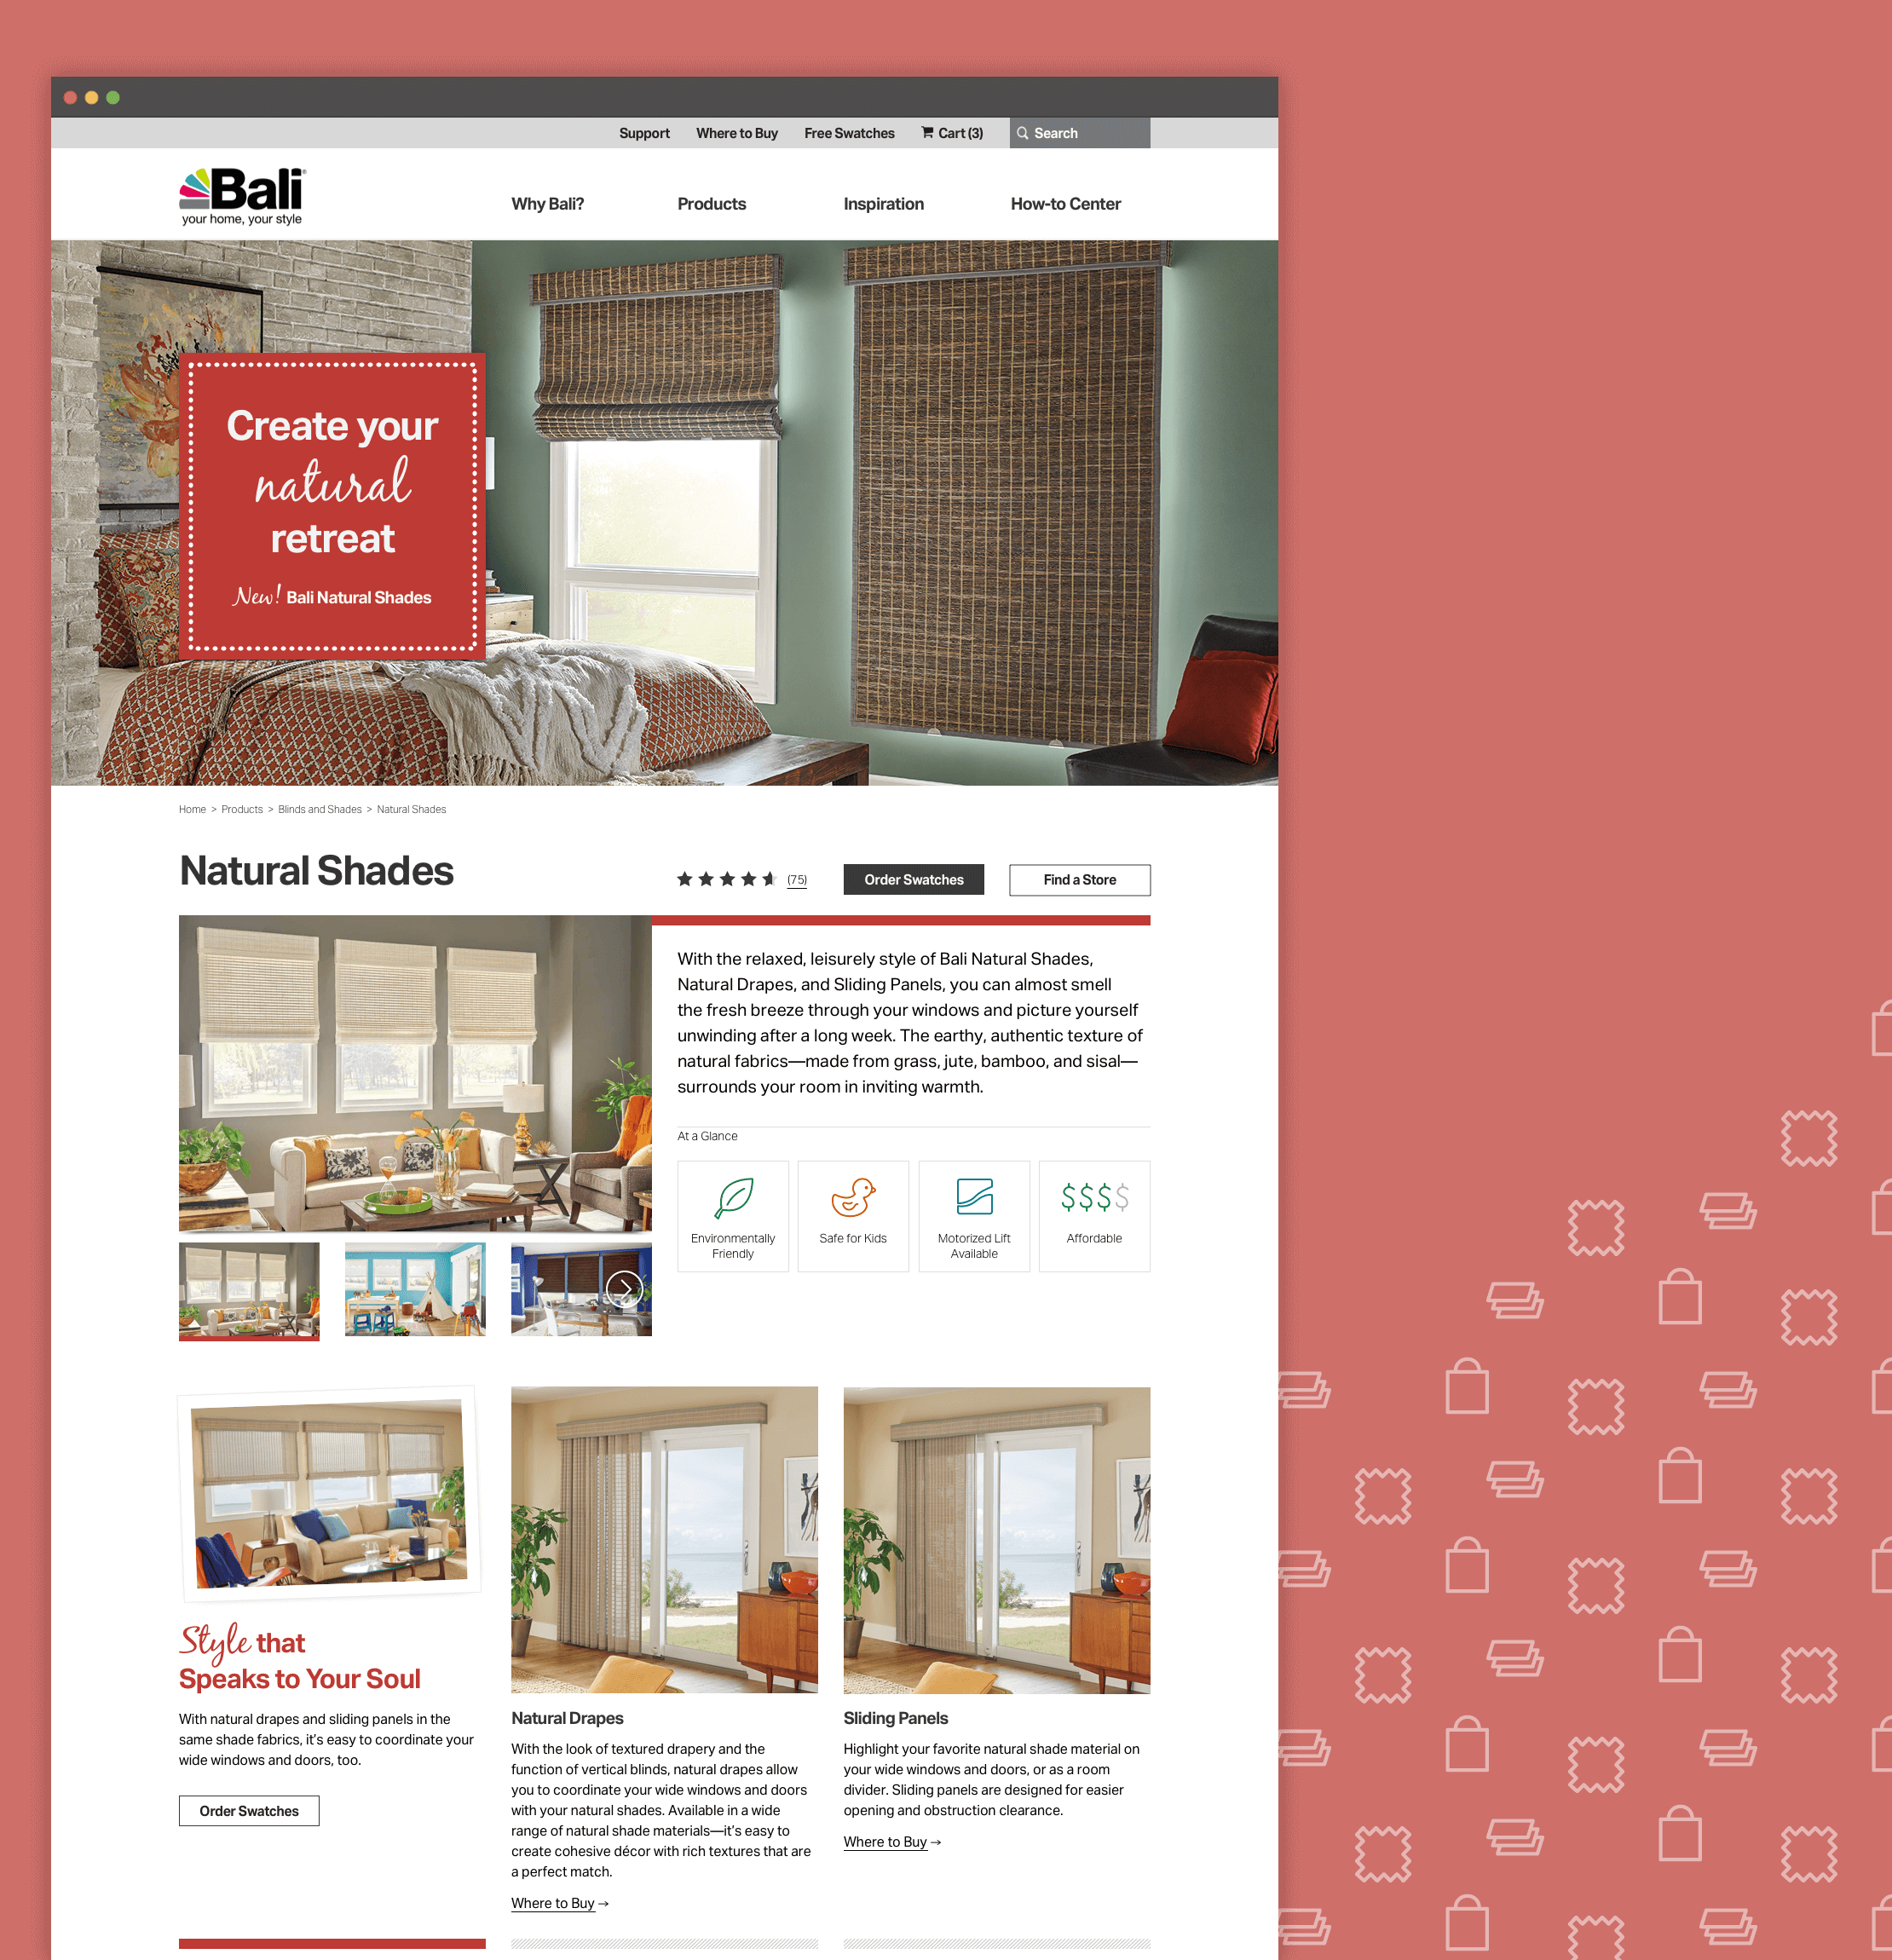 Support Where to Buy Free Swatches Cart (3) Search
Bali®
your home, your style
Why Bali? Products Inspiration How-to Center
Create your
natural
retreat
New! Bali Natural Shades
Home > Products > Blinds and Shades > Natural Shades
Natural Shades
(75)
Order Swatches
Find a Store
With the relaxed, leisurely style of Bali Natural Shades,
Natural Drapes, and Sliding Panels, you can almost smell
the fresh breeze through your windows and picture yourself
unwinding after a long week. The earthy, authentic texture of
natural fabrics—made from grass, jute, bamboo, and sisal—
surrounds your room in inviting warmth.
At a Glance
Environmentally
Friendly
Safe for Kids
Motorized Lift
Available
$$$$
Affordable
Style that
Speaks to Your Soul
With natural drapes and sliding panels in the
same shade fabrics, it’s easy to coordinate your
wide windows and doors, too.
Order Swatches
Natural Drapes
With the look of textured drapery and the
function of vertical blinds, natural drapes allow
you to coordinate your wide windows and doors
with your natural shades. Available in a wide
range of natural shade materials—it’s easy to
create cohesive décor with rich textures that are
a perfect match.
Where to Buy →
Sliding Panels
Highlight your favorite natural shade material on
your wide windows and doors, or as a room
divider. Sliding panels are designed for easier
opening and obstruction clearance.
Where to Buy →